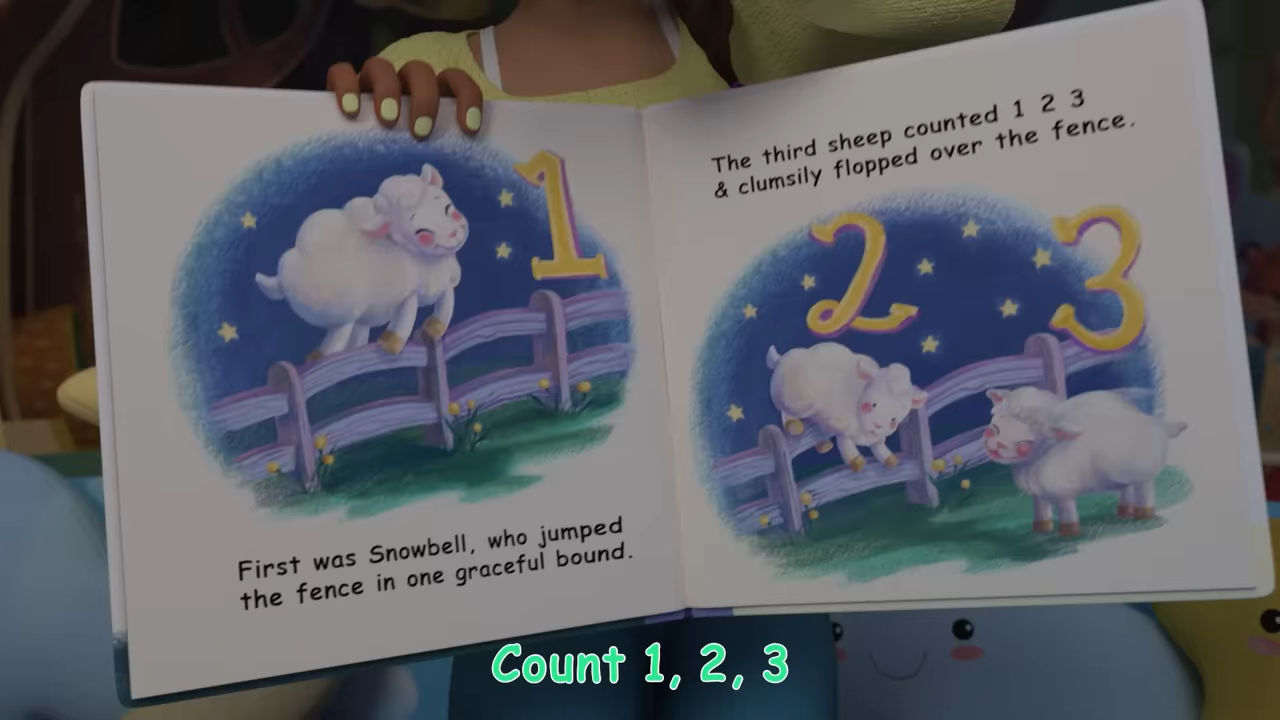 1
First was Snowbell, who jumped
the fence in one graceful bound.
The third sheep counted 1 2 3
& clumsily flopped over the fence.
2 3
Count 1, 2, 3